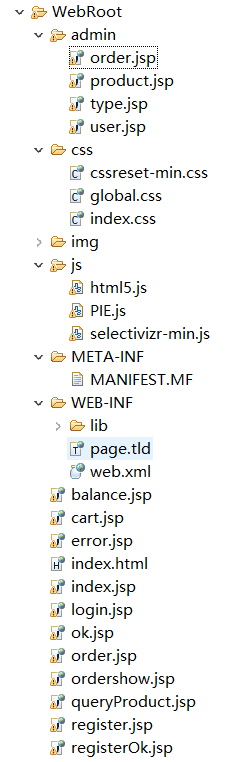 WebRoot
admin
order.jsp
product.jsp
type.jsp
user.jsp
css
cssreset-min.css
global.css
index.css
img
js
html5.js
PIE.js
selectivizr-min.js
META-INF
MANIFEST.MF
WEB-INF
lib
page.tld
web.xml
balance.jsp
cart.jsp
error.jsp
index.html
index.jsp
login.jsp
ok.jsp
order.jsp
ordershow.jsp
queryProduct.jsp
register.jsp
registerOk.jsp